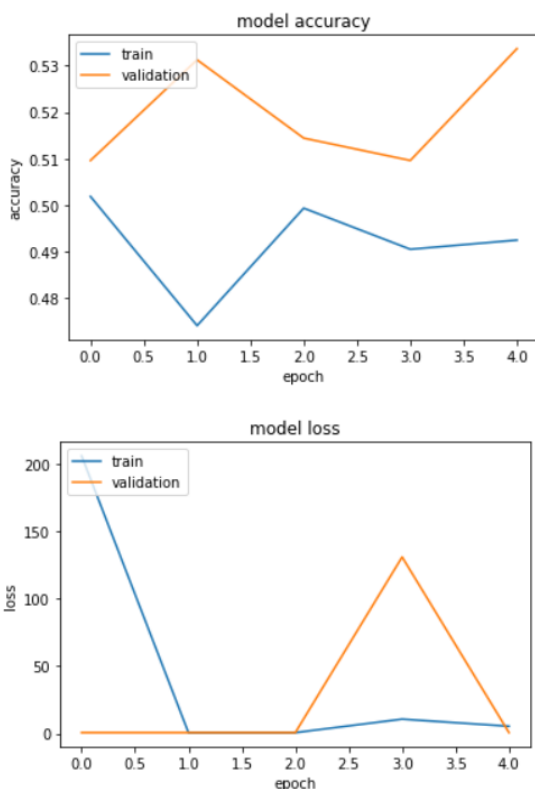 model accuracy
train
validation
0.53
0.52
0.51
0.50
0.49
0.48
accuracy
0.0 0.5 1.0 1.5 2.0 2.5 3.0 3.5 4.0
epoch
model loss
train
validation
200
150
100
50
0
loss
0.0 0.5 1.0 1.5 2.0 2.5 3.0 3.5 4.0
epoch